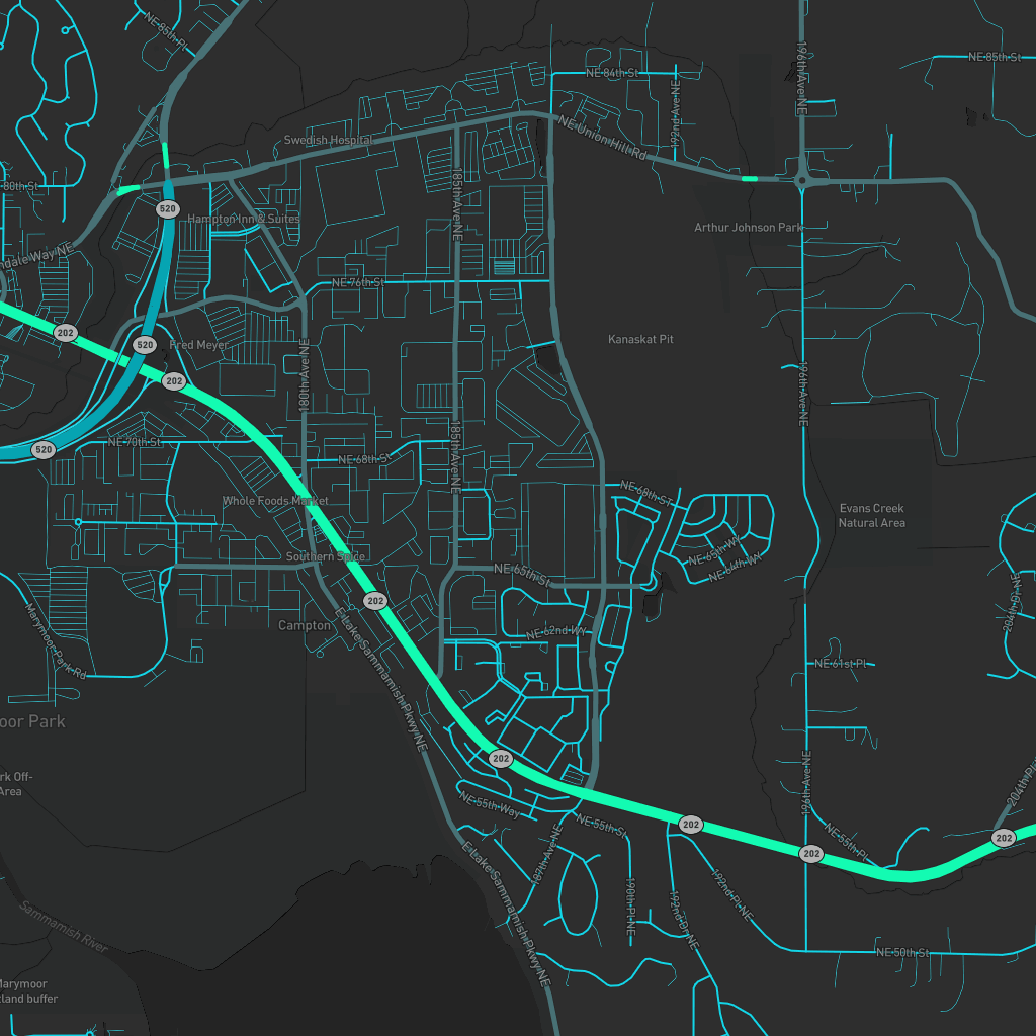 NE 85th Pl
196th Ave NE
NE 85th St
NE 84th St
192nd Ave NE
Swedish Hospital
NE Union Hill Rd
80th St
185th Ave NE
520
Hampton Inn & Suites
Arthur Johnson Park
ndale Way NE
NE 76th St
202
520
Fred Meyer
Kanaskat Pit
202
180th Ave NE
196th Ave NE
520
NE 70th St
NE 68th S
185th Ave NE
NE 69th ST
Whole Foods Market
Evans Creek
Natural Area
Southern Spice
NE 65th WY
NE 64th WY
NE 65th St
202
Marymoor Park Rd
Campton
E Lake Sammamish Pkwy NE
NE 62nd WY
204th Dr NE
NE 61st Pl
oor Park
rk Off-
Area
202
196th Ave NE
204th Pl
NE 55th Way
NE 55th St
202
NE 55th Pl
202
202
E Lake Sammamish Pkwy NE
187th Ave NE
190th Pl NE
192nd Dr NE
192nd Pl NE
Sammamish River
NE 50th St
Marymoor
tland buffer